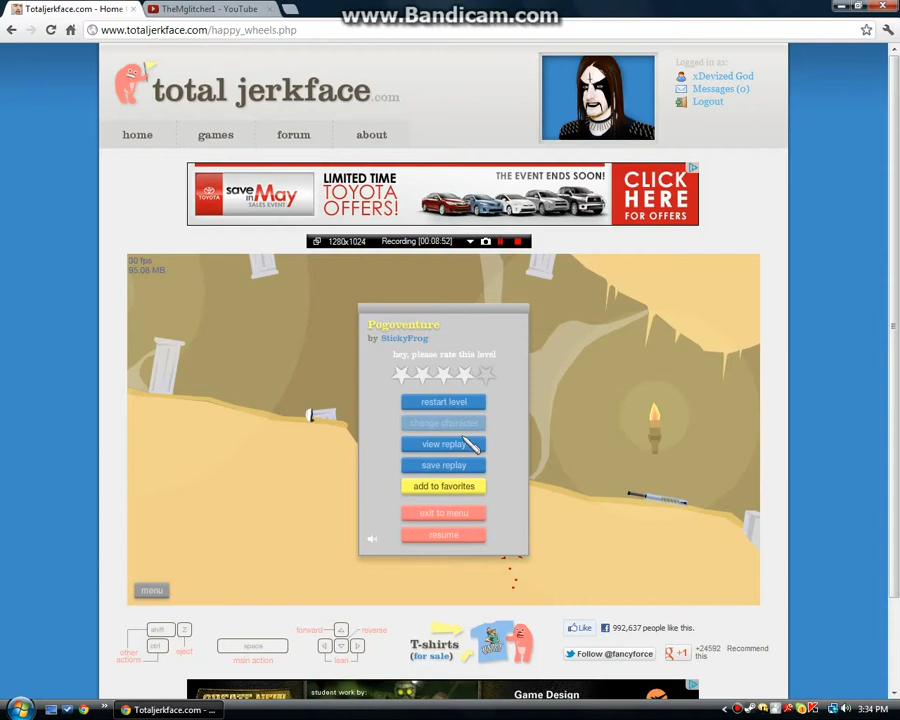 Totaljerkface.com - Home
TheMglitcher1 - YouTube
www.Bandicam.com
www.totaljerkface.com/happy_wheels.php
total jerkface.com
Logged in as:
xDevized God
Messages (0)
Logout
home
games
forum
about
TOYOTA
save in May
SALES EVENT
LIMITED TIME
TOYOTA
OFFERS!
THE EVENT ENDS SOON!
CLICK
HERE
FOR OFFERS
1280x1024
Recording [00:08:52]
30 fps
95.08 MB
Pogoventure
by StickyFrog
hey, please rate this level
restart level
change character
view replay
save replay
add to favorites
exit to menu
resume
menu
shift
Z
ctrl
other
actions
eject
space
main action
forward
reverse
lean
T-shirts
(for sale)
Like
992,637 people like this.
Follow @fancyforce
+1
+24592 Recommend
this
student work by:
Game Design
Totaljerkface.com - ...
3:34 PM